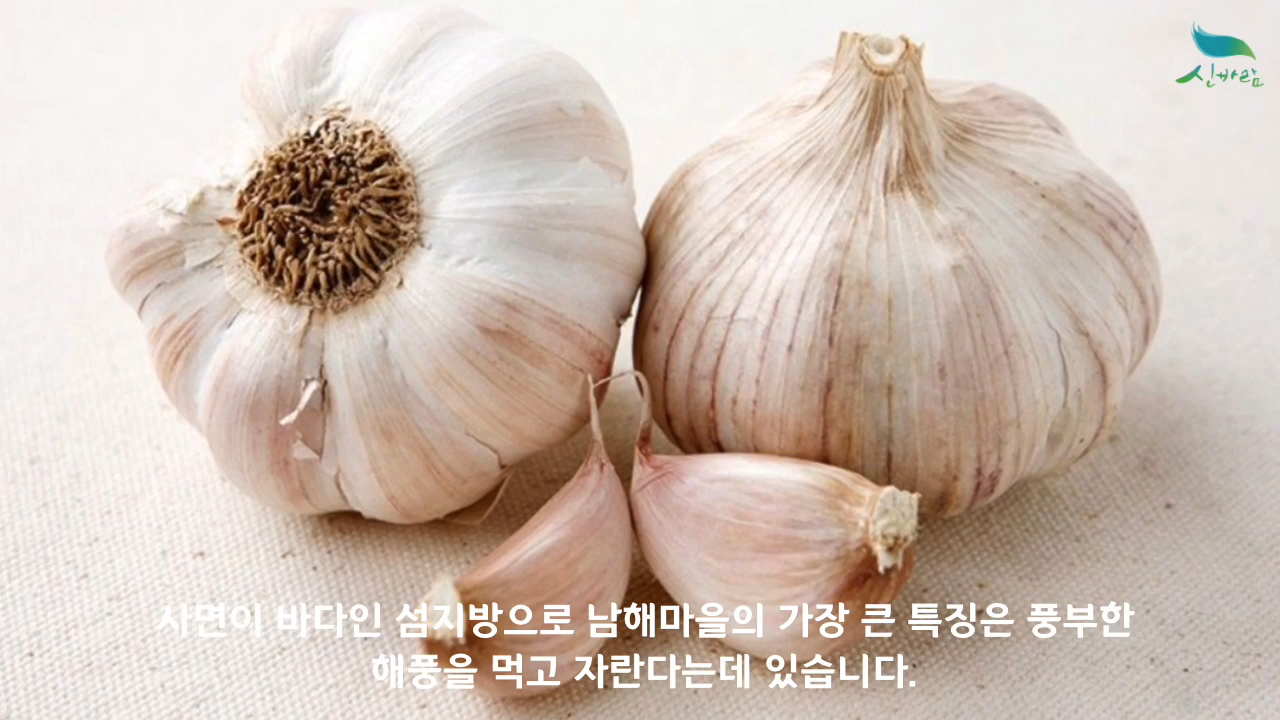 신바람
사면이 바다인 섬지방으로 남해마을의 가장 큰 특징은 풍부한
해풍을 먹고 자란다는데 있습니다.